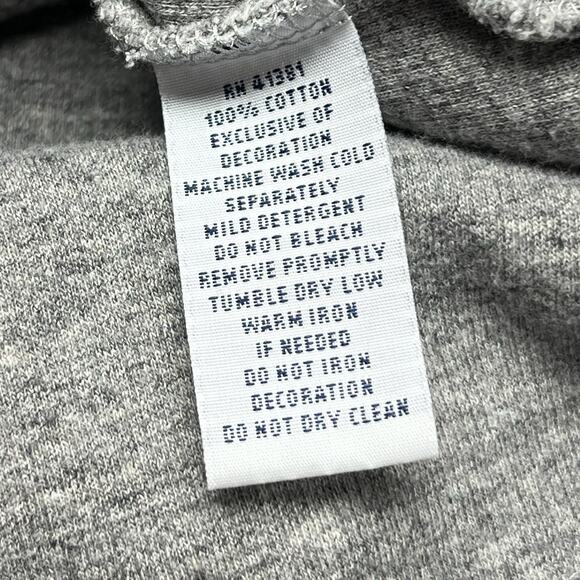 RN 41381
100% COTTON
EXCLUSIVE OF
DECORATION
MACHINE WASH COLD
SEPARATELY
MILD DETERGENT
DO NOT BLEACH
REMOVE PROMPTLY
TUMBLE DRY LOW
WARM IRON
IF NEEDED
DO NOT IRON
DECORATION
DO NOT DRY CLEAN